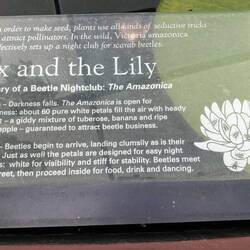 in order to make seed, plants use all kinds of seductive tricks
attract pollinators. In the wild, Victoria amazonica
effectively sets up a night club for scarab beetles.
x and the Lily
ry of a Beetle Nightclub: The Amazonica
– Darkness falls. The Amazonica is open for
ness: about 60 pure white petals fill the air with heady
t – a giddy mixture of tuberose, banana and ripe
apple – guaranteed to attract beetle business.
– Beetles begin to arrive, landing clumsily as is their
Just as well the petals are designed for easy night
s: white for visibility and stiff for stability. Beetles meet
reet, then proceed inside for food, drink and dancing.